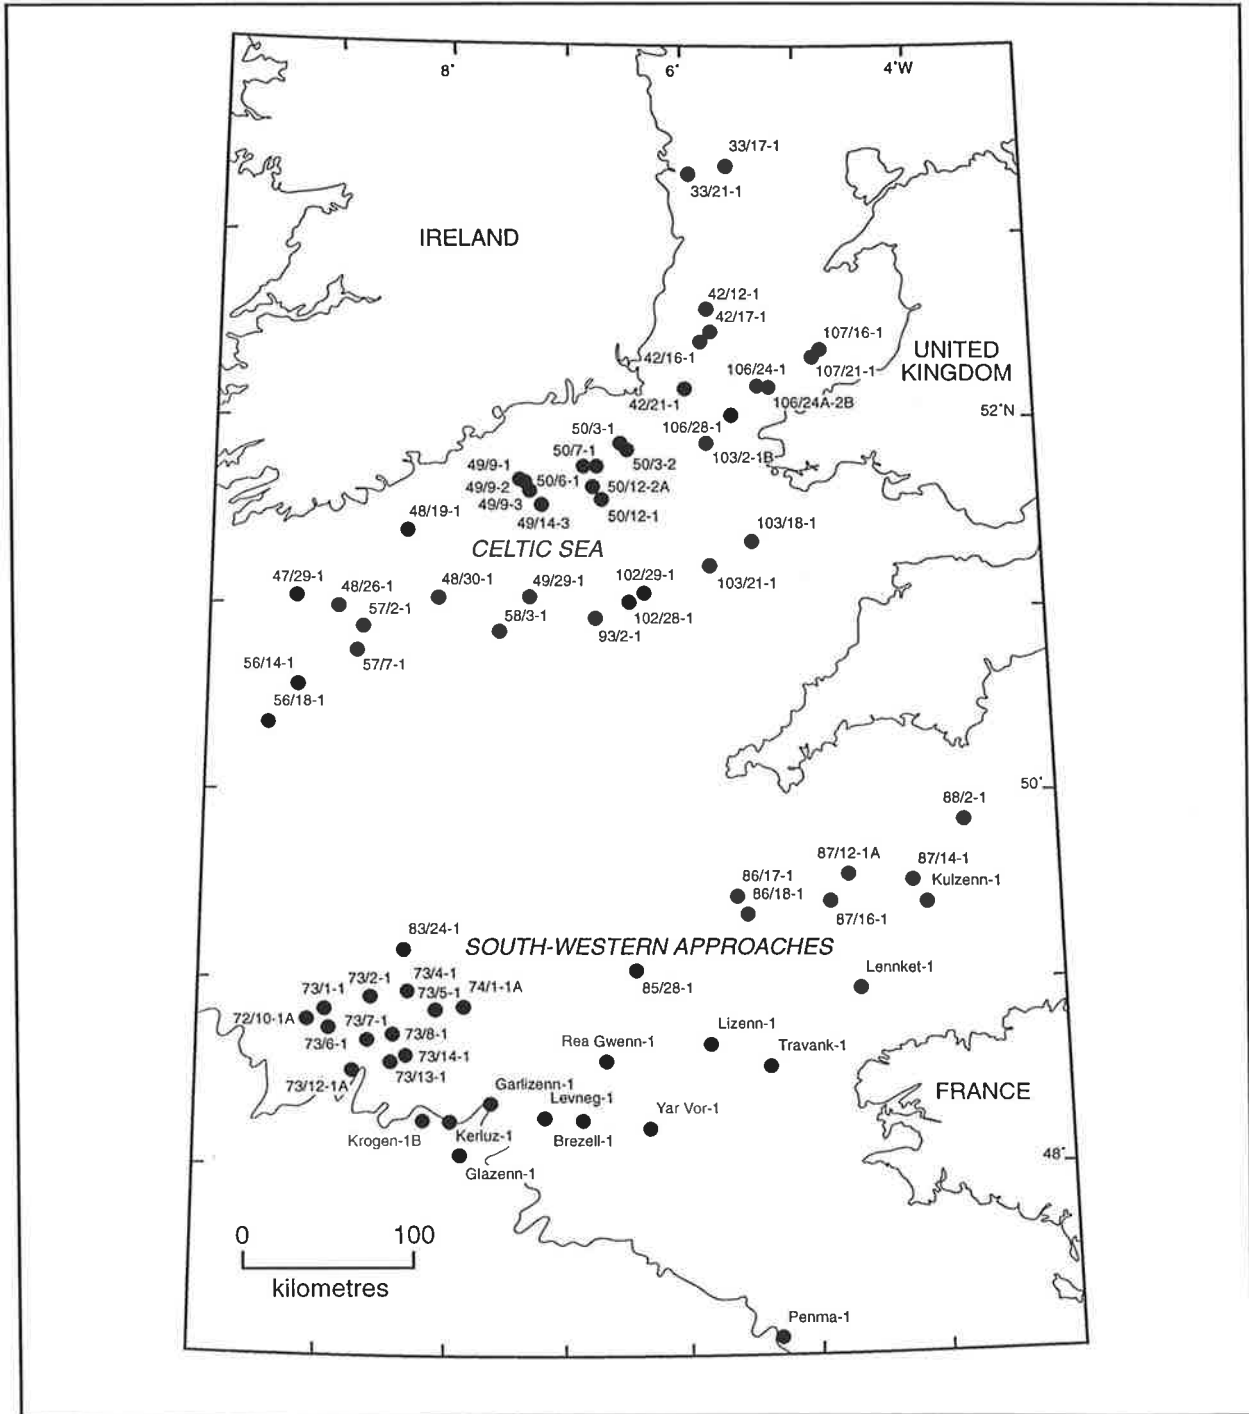 8°
6°
4°W
33/17-1
33/21-1
IRELAND
42/12-1
42/17-1
42/16-1
107/16-1
107/21-1
UNITED
KINGDOM
106/24-1
106/24A-2B
42/21-1
52°N
106/28-1
103/2-1B
50/3-1
50/3-2
50/7-1
49/9-1
50/6-1
49/9-2
50/12-2A
49/9-3
50/12-1
49/14-3
48/19-1
103/18-1
CELTIC SEA
103/21-1
47/29-1
48/26-1
48/30-1
49/29-1
102/29-1
57/2-1
58/3-1
102/28-1
93/2-1
57/7-1
56/14-1
56/18-1
50°
88/2-1
87/12-1A
87/14-1
86/17-1
Kulzenn-1
86/18-1
87/16-1
83/24-1
SOUTH-WESTERN APPROACHES
Lennket-1
85/28-1
73/2-1
73/4-1
73/1-1
73/5-1
74/1-1A
72/10-1A
73/7-1
73/6-1
73/8-1
73/14-1
73/13-1
73/12-1A
Lizenn-1
Rea Gwenn-1
Travank-1
Garlizenn-1
Levneg-1
Yar Vor-1
FRANCE
Krogen-1B
Kerluz-1
Brezell-1
Glazenn-1
48°
0
100
kilometres
Penma-1